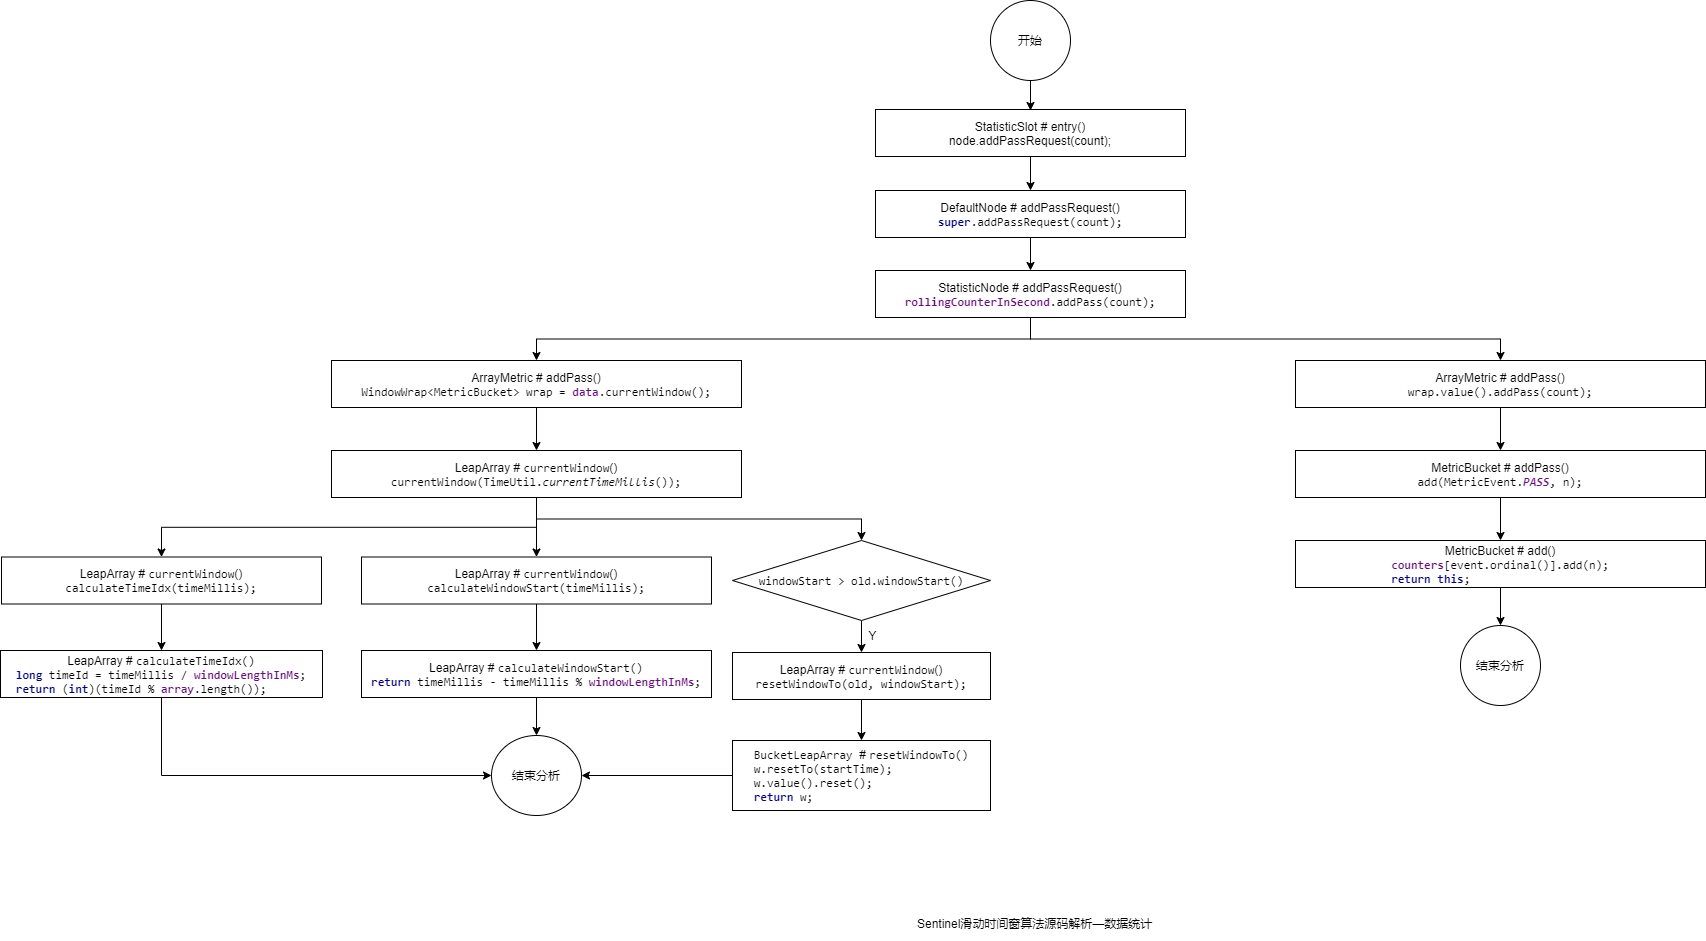 开始
StatisticSlot # entry()
node.addPassRequest(count);
DefaultNode # addPassRequest()
super.addPassRequest(count);
StatisticNode # addPassRequest()
rollingCounterInSecond.addPass(count);
ArrayMetric # addPass()
WindowWrap<MetricBucket> wrap = data.currentWindow();
LeapArray # currentWindow()
currentWindow(TimeUtil.currentTimeMillis());
LeapArray # currentWindow()
calculateTimeIdx(timeMillis);
LeapArray # calculateTimeIdx()
long timeId = timeMillis / windowLengthInMs;
return (int)(timeId % array.length());
LeapArray # currentWindow()
calculateWindowStart(timeMillis);
LeapArray # calculateWindowStart()
return timeMillis - timeMillis % windowLengthInMs;
windowStart > old.windowStart()
Y
LeapArray # currentWindow()
resetWindowTo(old, windowStart);
BucketLeapArray # resetWindowTo()
w.resetTo(startTime);
w.value().reset();
return w;
结束分析
ArrayMetric # addPass()
wrap.value().addPass(count);
MetricBucket # addPass()
add(MetricEvent.PASS, n);
MetricBucket # add()
counters[event.ordinal()].add(n);
return this;
结束分析
Sentinel滑动时间窗算法源码解析—数据统计